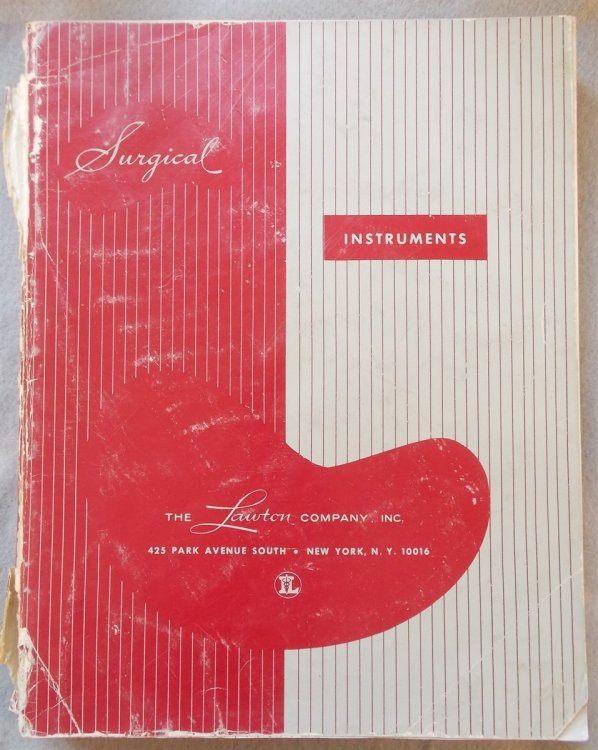 Surgical
INSTRUMENTS
THE Lawton COMPANY, INC.
425 PARK AVENUE SOUTH • NEW YORK, N. Y. 10016
L